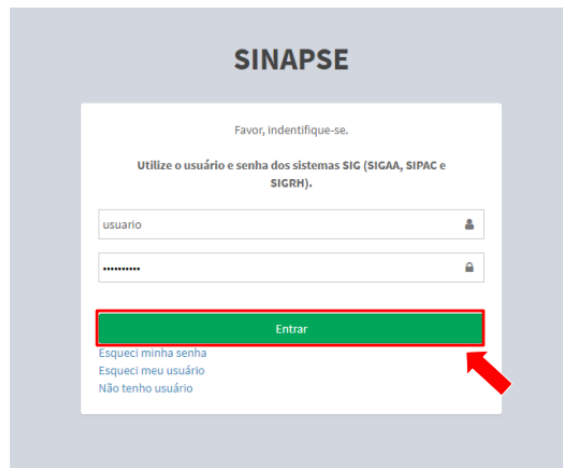 SINAPSE
Favor, indentifique-se.
Utilize o usuário e senha dos sistemas SIG (SIGAA, SIPAC e
SIGRH).
usuario
••••••••••
Entrar
Esqueci minha senha
Esqueci meu usuário
Não tenho usuário